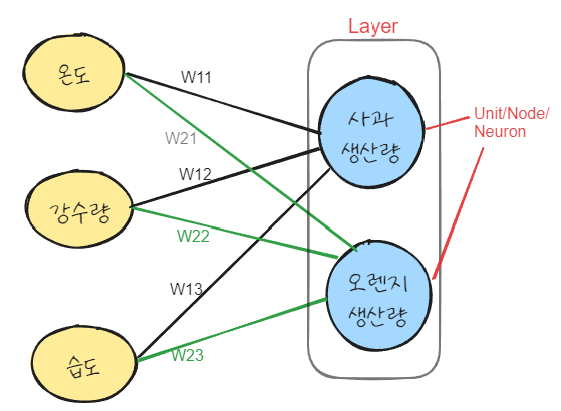 Layer
온도
W11
사과
생산량
Unit/Node/
Neuron
W21
W12
강수량
W22
W13
오렌지
생산량
습도
W23